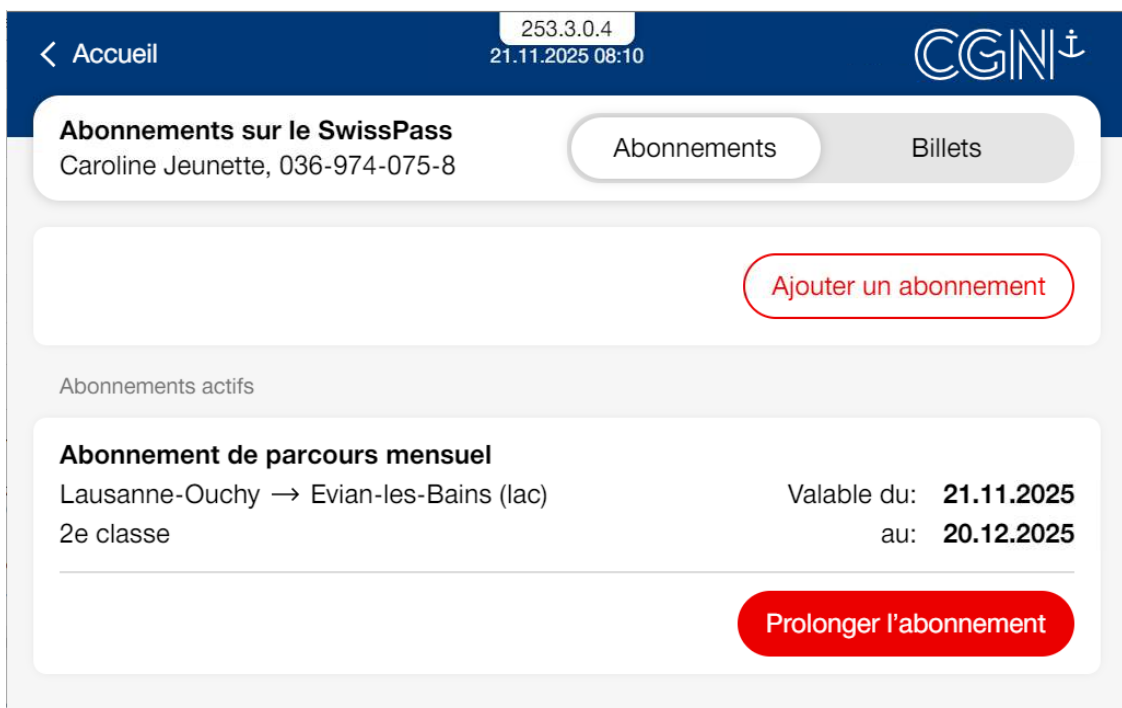 253.3.0.4
Accueil
21.11.2025 08:10
CGN
Abonnements sur le SwissPass
Caroline Jeunette, 036-974-075-8
Abonnements
Billets
Ajouter un abonnement
Abonnements actifs
Abonnement de parcours mensuel
Lausanne-Ouchy → Evian-les-Bains (lac)
Valable du: 21.11.2025
2e classe
au: 20.12.2025
Prolonger l’abonnement